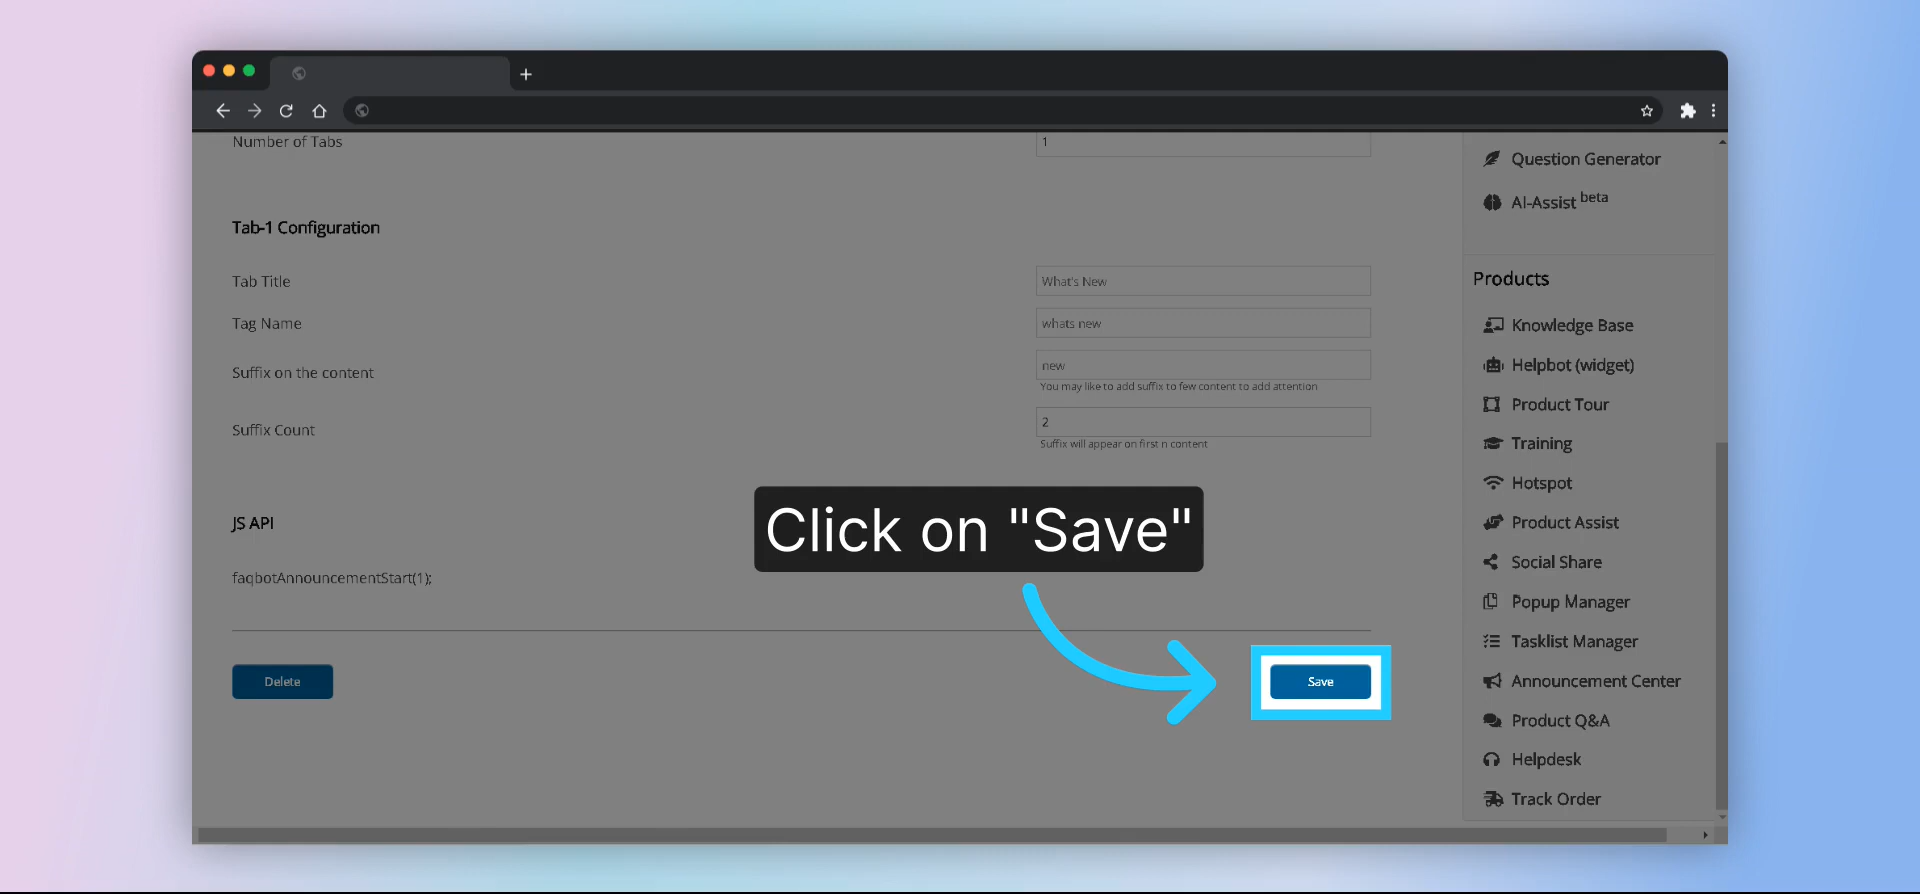 Number of Tabs
1
Tab-1 Configuration
Tab Title
What's New
Tag Name
whats new
Suffix on the content
new
You may like to add suffix to few content to add attention
Suffix Count
2
Suffix will appear on first n content
JS API
faqbotAnnouncementStart(1);
Click on "Save"
Delete
Save
Question Generator
AI-Assist beta
Products
Knowledge Base
Helpbot (widget)
Product Tour
Training
Hotspot
Product Assist
Social Share
Popup Manager
Tasklist Manager
Announcement Center
Product Q&A
Helpdesk
Track Order